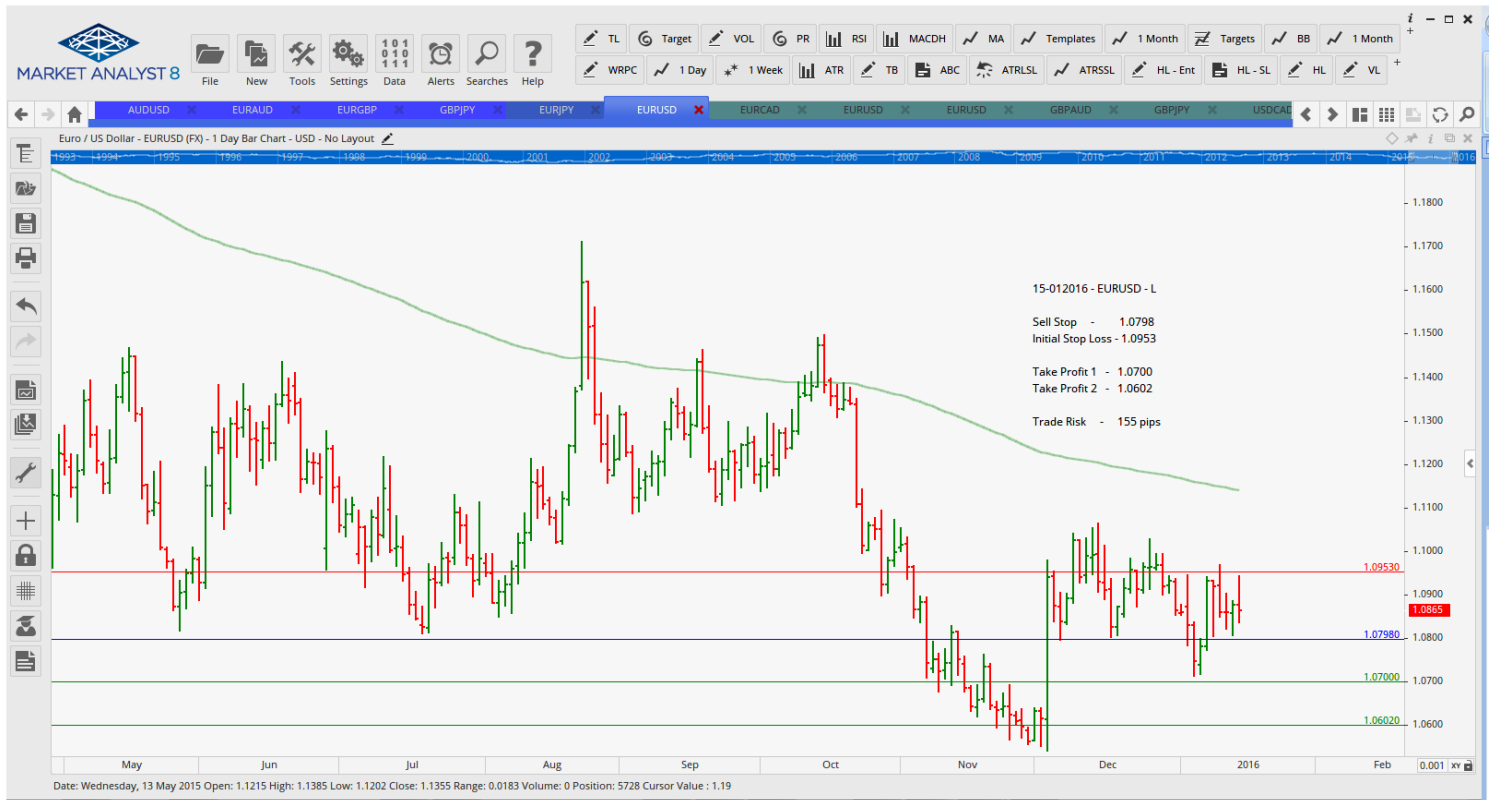 i
TL Target VOL PR RSI MACDH MA Templates 1 Month Targets BB 1 Month +
MARKET ANALYST 8
101
010
111
File New Tools Settings Data Alerts Searches Help
WRPC 1 Day 1 Week ATR TB ABC ATRLSL ATRSSL HL - Ent HL - SL HL VL +
AUDUSD EURAUD EURGBP GBPJPY EURJPY EURUSD EURCAD EURUSD EURUSD GBPAUD GBPJPY USDCAD
Euro / US Dollar - EURUSD (FX) - 1 Day Bar Chart - USD - No Layout
1993 1994 1995 1996 1997 1998 1999 2000 2001 2002 2003 2004 2005 2006 2007 2008 2009 2010 2011 2012 2013 2014 2015 2016
1.1800
1.1700
1.1600
15-012016 - EURUSD - L
Sell Stop - 1.0798
1.1500
Initial Stop Loss - 1.0953
Take Profit 1 - 1.0700
1.1400
Take Profit 2 - 1.0602
Trade Risk - 155 pips
1.1300
1.1200
1.1100
1.1000
1.09530
1.0900
1.0865
1.07980
1.0800
1.07000
1.0700
1.06020
1.0600
May Jun Jul Aug Sep Oct Nov Dec 2016 Feb 0.001 XY
Date: Wednesday, 13 May 2015 Open: 1.1215 High: 1.1385 Low: 1.1202 Close: 1.1355 Range: 0.0183 Volume: 0 Position: 5728 Cursor Value : 1.19